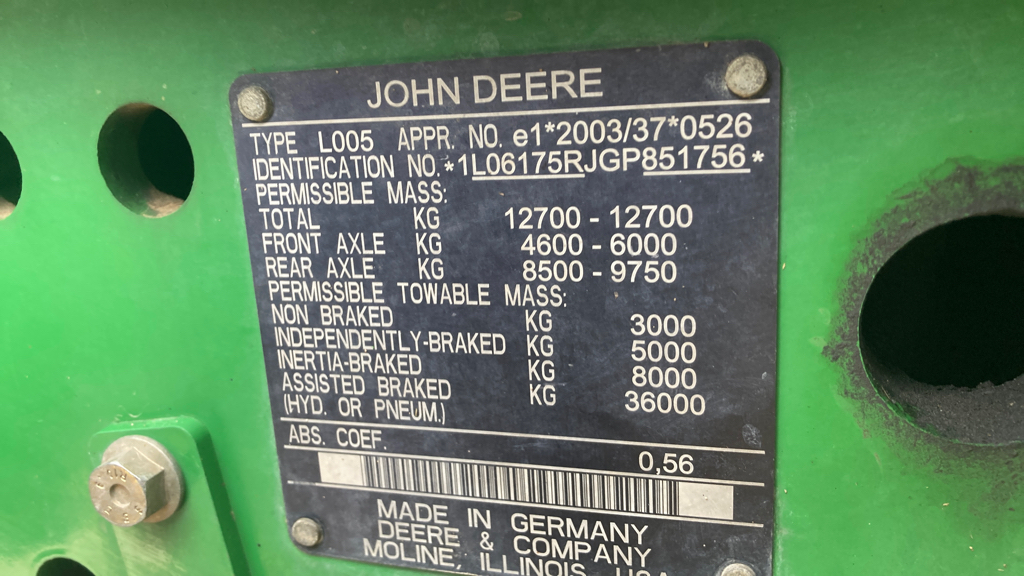 JOHN DEERE
TYPE L005 APPR. NO. e1*2003/37*0526
IDENTIFICATION NO.*1L06175RJGP851756*
PERMISSIBLE MASS:
TOTAL KG 12700 - 12700
FRONT AXLE KG 4600 - 6000
REAR AXLE KG 8500 - 9750
PERMISSIBLE TOWABLE MASS:
NON BRAKED KG 3000
INDEPENDENTLY-BRAKED KG 5000
INERTIA-BRAKED KG 8000
ASSISTED BRAKED KG 36000
(HYD. OR PNEUM.)
ABS. COEF. 0,56
MADE IN GERMANY
DEERE & COMPANY
MOLINE, ILLINOIS, USA